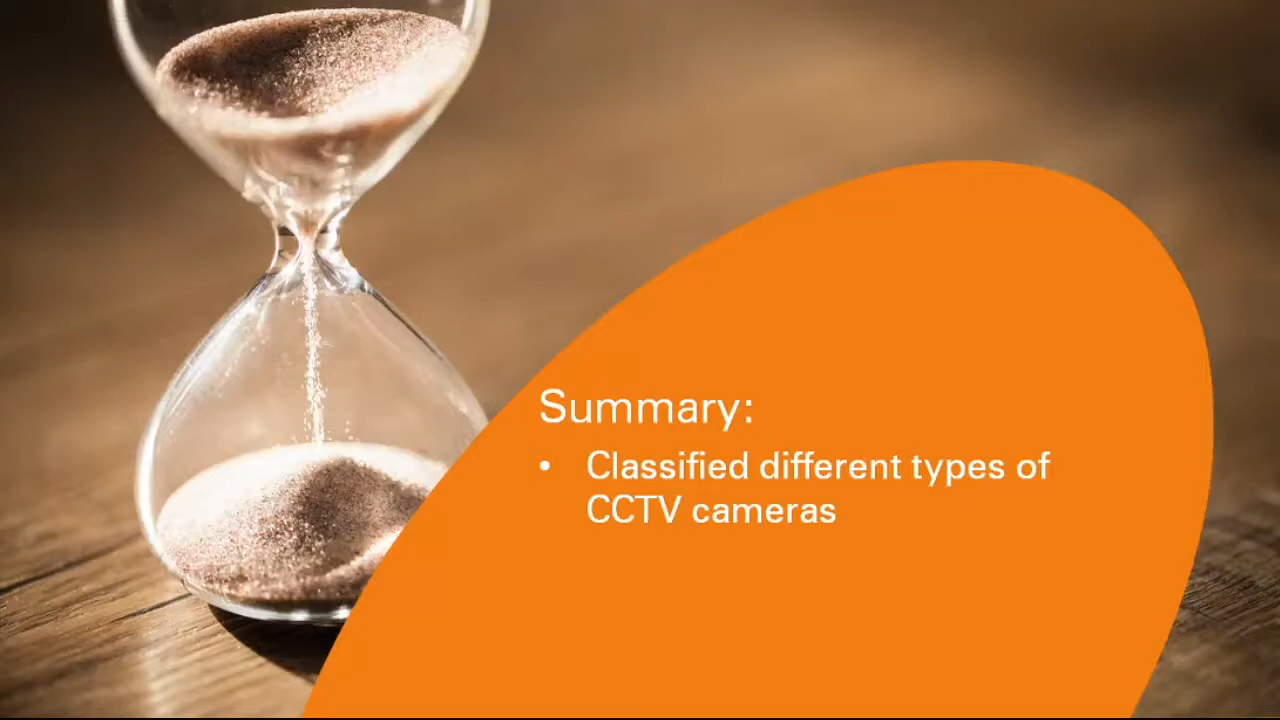 Summary:
• Classified different types of
CCTV cameras